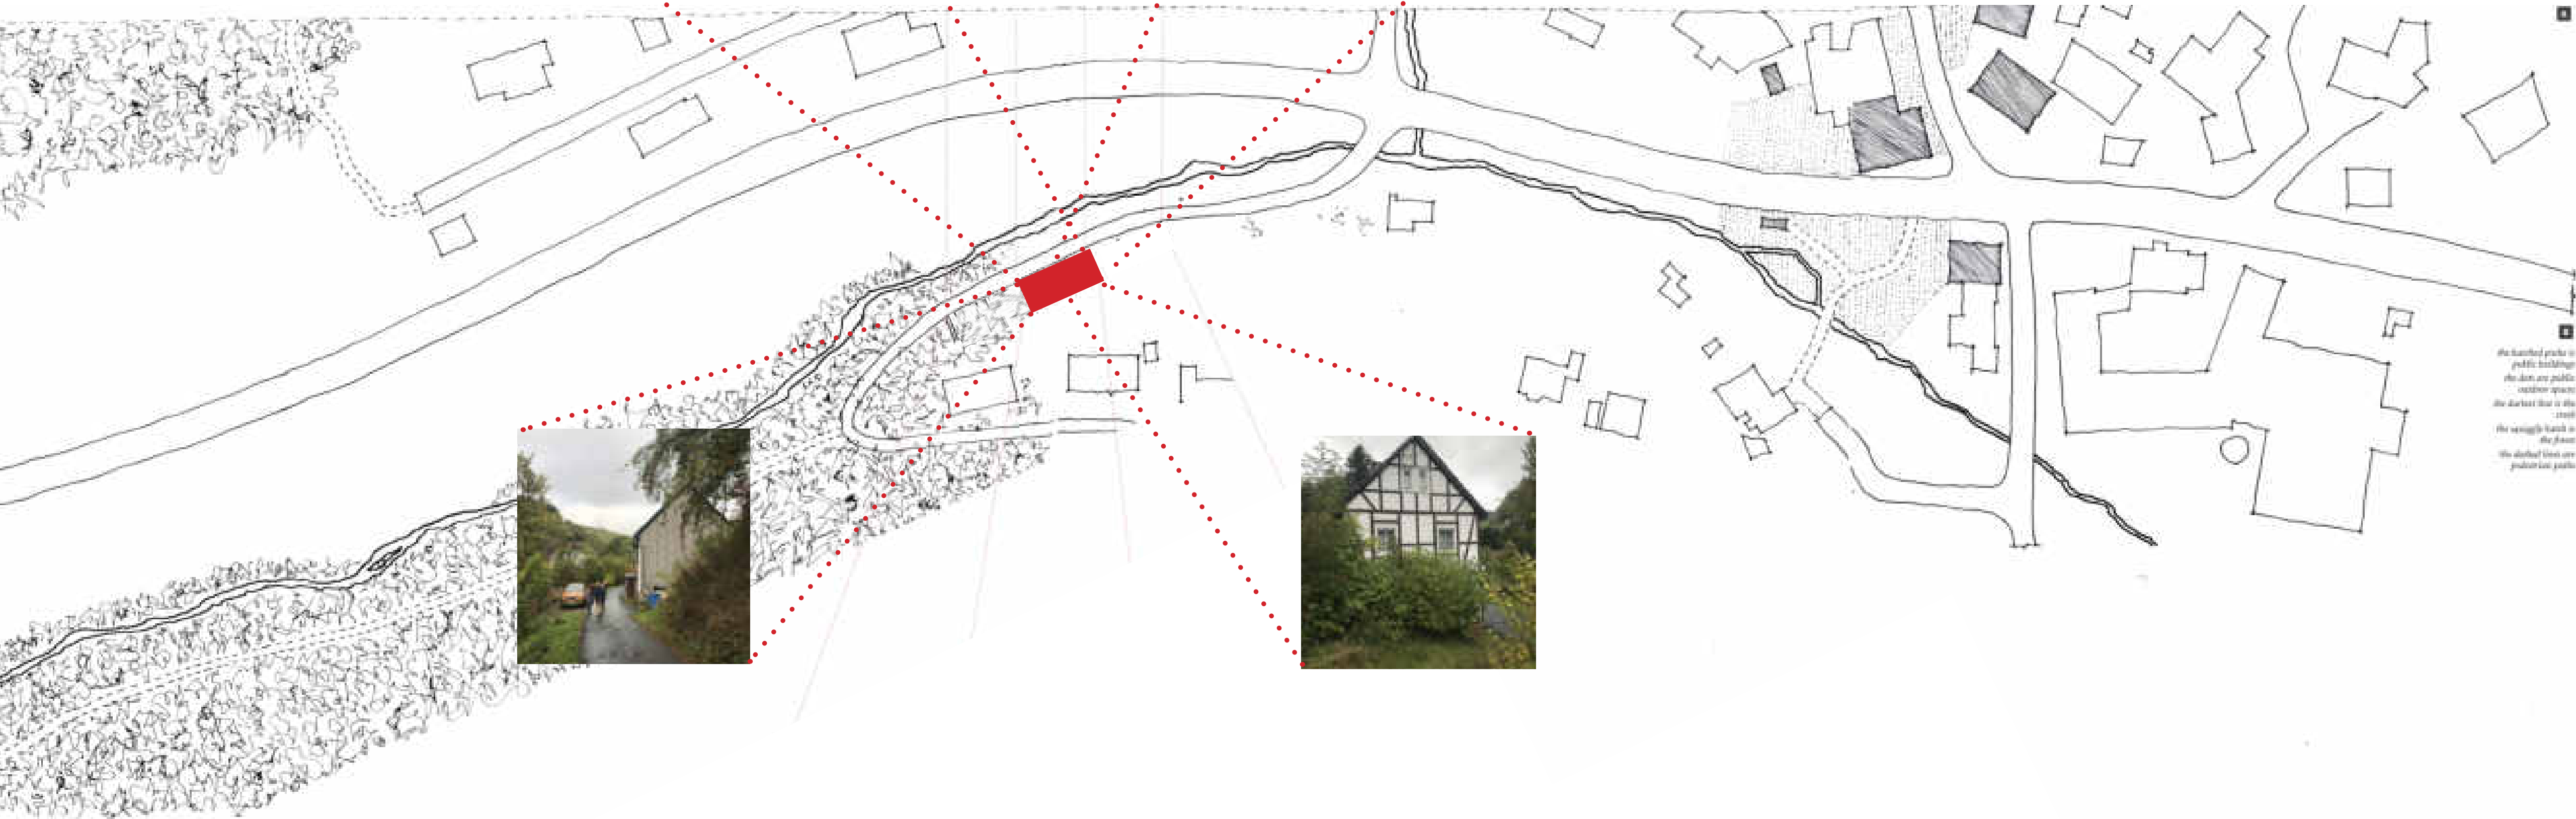 the hatched poche is
public buildings
the dots are public
outdoor spaces
the darkest line is the
creek
the squiggly hatch is
the forest
the dashed lines are
pedestrian paths